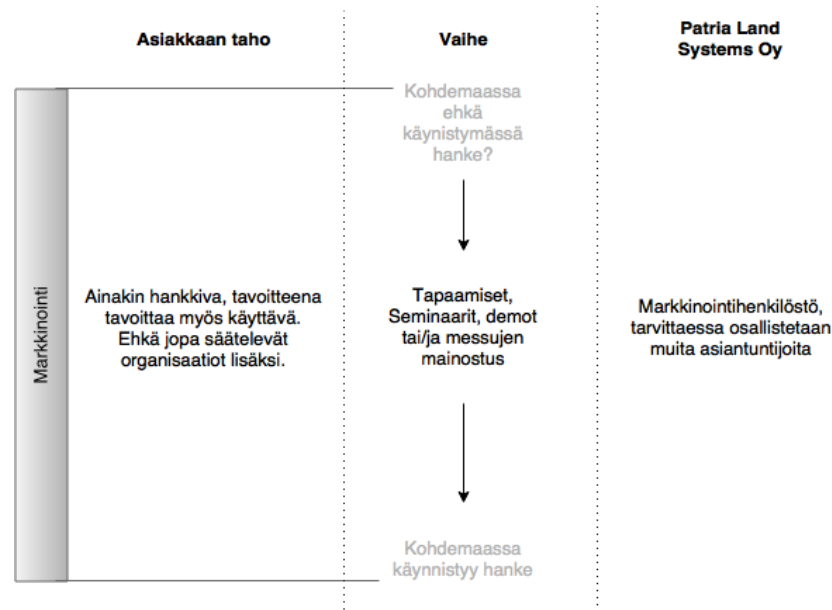 Asiakkaan taho
Vaihe
Patria Land
Systems Oy
Kohdemaassa
ehkä
käynistymässä
hanke?
Markkinointi
Ainakin hankkiva, tavoitteena
tavoittaa myös käyttävä.
Ehkä jopa säätelevät
organisaatiot lisäksi.
Tapaamiset,
Seminaarit, demot
tai/ja messujen
mainostus
Markkinointihenkilöstö,
tarvittaessa osallistetaan
muita asiantuntijoita
Kohdemaassa
käynnistyy hanke